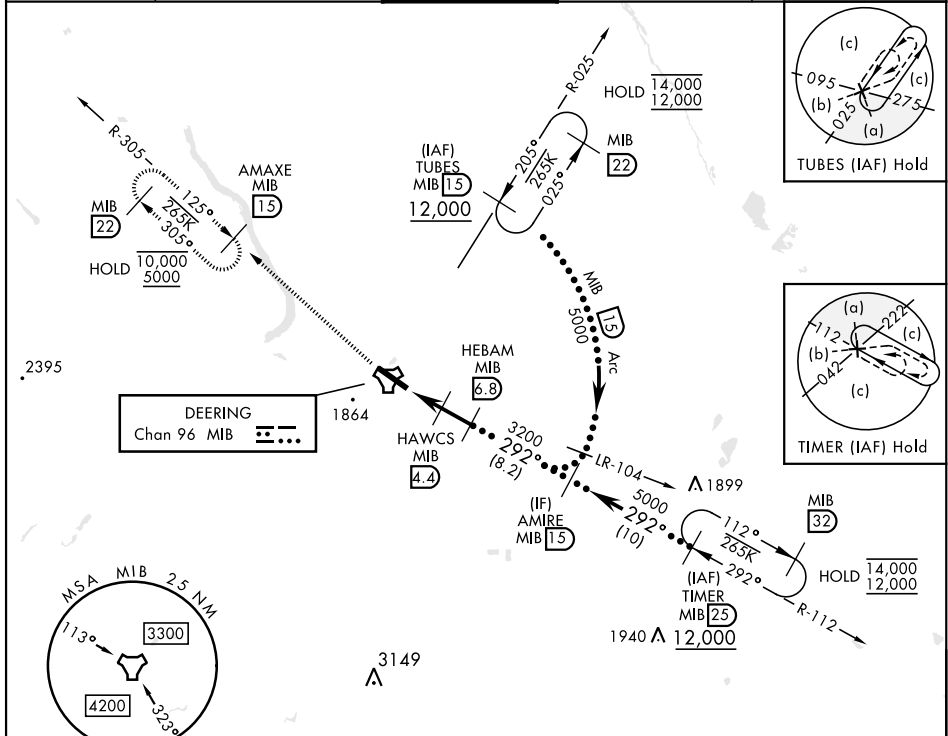 R-025
HOLD 14,000
12,000
(IAF)
TUBES
MIB 15
12,000
205°
265K
025°
MIB
22
R-305
125°
265K
305°
AMAXE
MIB
15
MIB
22
HOLD 10,000
5000
MIB 15 Arc
5000
2395
DEERING
Chan 96 MIB
1864
HEBAM
MIB
6.8
HAWCS
MIB
4.4
3200
292°
(8.2)
LR-104
1899
(IF)
AMIRE
MIB 15
5000
292°
(10)
112°
265K
292°
MIB
32
HOLD 14,000
12,000
R-112
(IAF)
TIMER
MIB 25
1940 12,000
3149
MSA MIB 25 NM
113°
3300
4200
323°
(c)
095
(c)
(b)
275
025
(a)
TUBES (IAF) Hold
(a)
222
112
(c)
(b)
042
(c)
TIMER (IAF) Hold